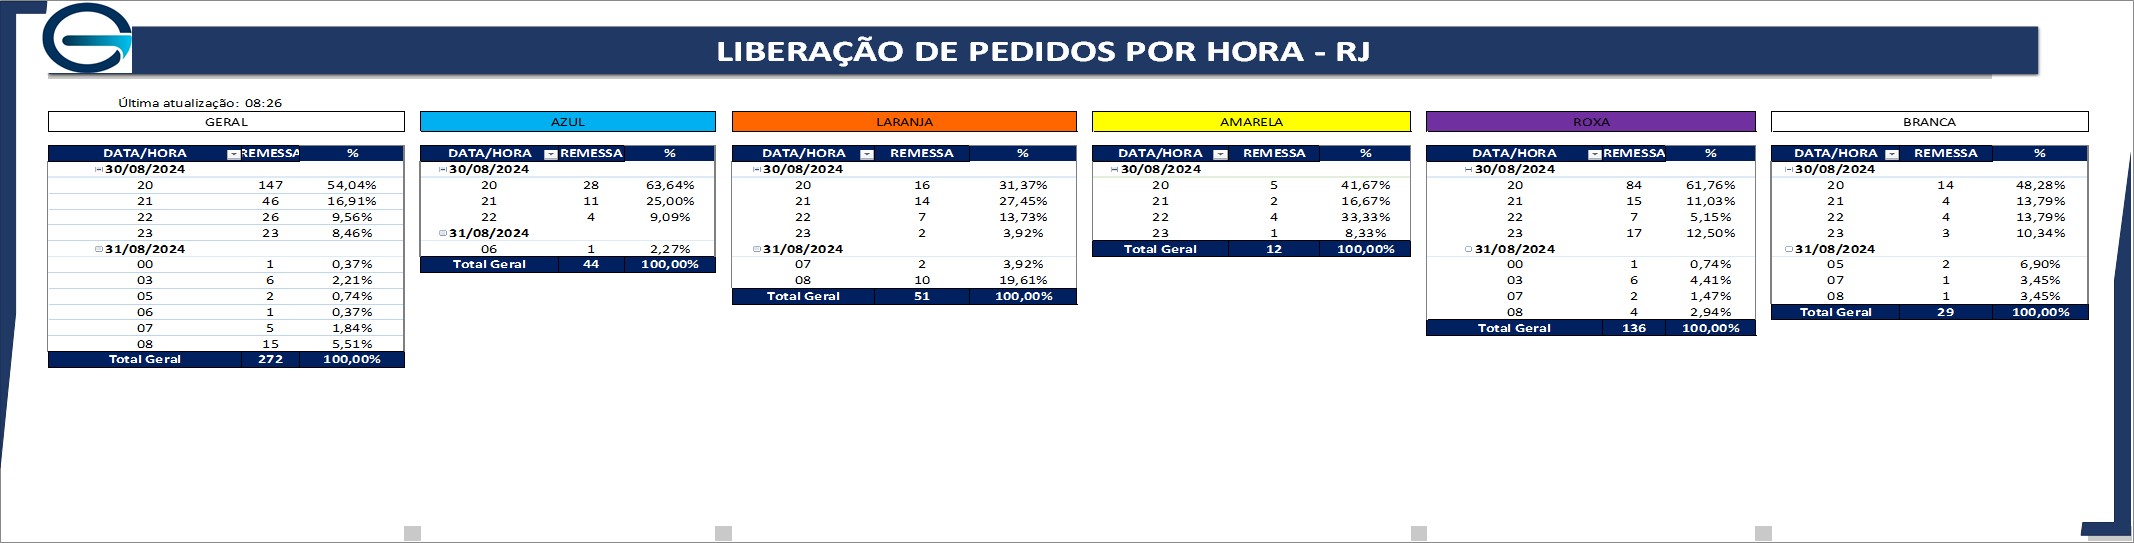 LIBERAÇÃO DE PEDIDOS POR HORA - RJ
Última atualização: 08:26
GERAL
DATA/HORA REMESSA %
30/08/2024
20 147 54,04%
21 46 16,91%
22 26 9,56%
23 23 8,46%
31/08/2024
00 1 0,37%
03 6 2,21%
05 2 0,74%
06 1 0,37%
07 5 1,84%
08 15 5,51%
Total Geral 272 100,00%
AZUL
DATA/HORA REMESSA %
30/08/2024
20 28 63,64%
21 11 25,00%
22 4 9,09%
31/08/2024
06 1 2,27%
Total Geral 44 100,00%
LARANJA
DATA/HORA REMESSA %
30/08/2024
20 16 31,37%
21 14 27,45%
22 7 13,73%
23 2 3,92%
31/08/2024
07 2 3,92%
08 10 19,61%
Total Geral 51 100,00%
AMARELA
DATA/HORA REMESSA %
30/08/2024
20 5 41,67%
21 2 16,67%
22 4 33,33%
23 1 8,33%
Total Geral 12 100,00%
ROXA
DATA/HORA REMESSA %
30/08/2024
20 84 61,76%
21 15 11,03%
22 7 5,15%
23 17 12,50%
31/08/2024
00 1 0,74%
03 6 4,41%
07 2 1,47%
08 4 2,94%
Total Geral 136 100,00%
BRANCA
DATA/HORA REMESSA %
30/08/2024
20 14 48,28%
21 4 13,79%
22 4 13,79%
23 3 10,34%
31/08/2024
05 2 6,90%
07 1 3,45%
08 1 3,45%
Total Geral 29 100,00%